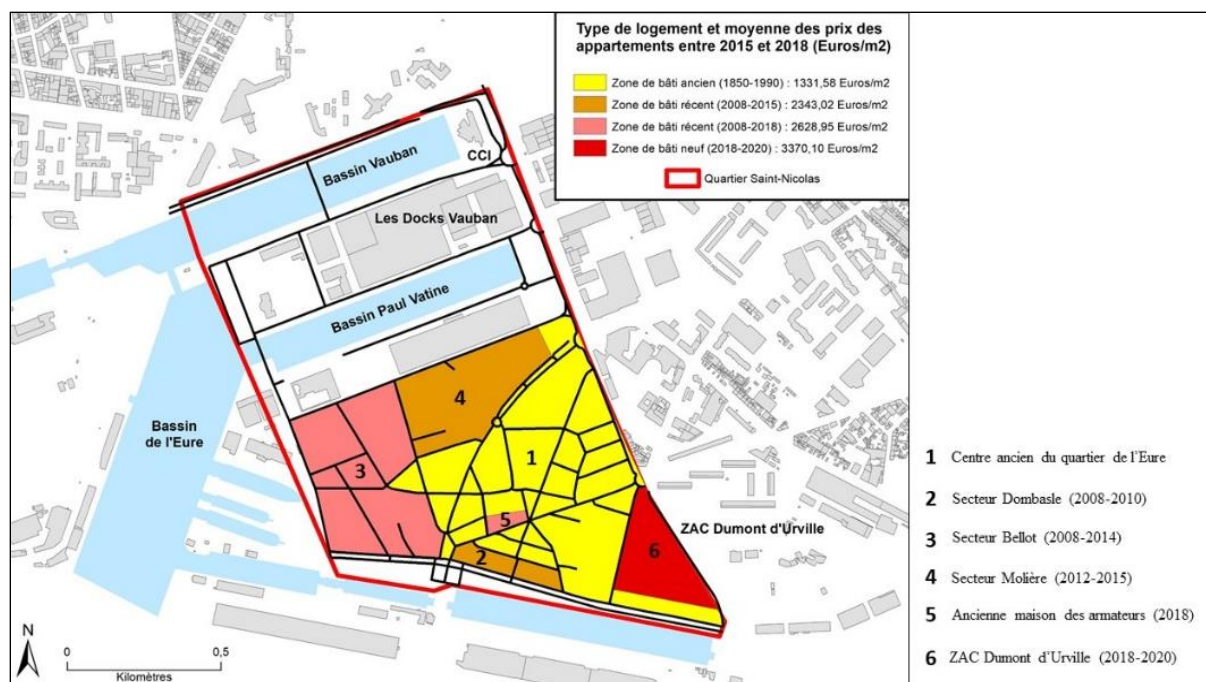 Type de logement et moyenne des prix des
appartements entre 2015 et 2018 (Euros/m2)
Zone de bâti ancien (1850-1990) : 1331,58 Euros/m2
Zone de bâti récent (2008-2015) : 2343,02 Euros/m2
Zone de bâti récent (2008-2018) : 2628,95 Euros/m2
Zone de bâti neuf (2018-2020) : 3370,10 Euros/m2
Quartier Saint-Nicolas
Bassin Vauban
CCI
Les Docks Vauban
Bassin Paul Vatine
Bassin
de l'Eure
4
1
3
5
2
ZAC Dumont d'Urville
6
N
0
0,5
Kilomètres
1 Centre ancien du quartier de l'Eure
2 Secteur Dombasle (2008-2010)
3 Secteur Bellot (2008-2014)
4 Secteur Molière (2012-2015)
5 Ancienne maison des armateurs (2018)
6 ZAC Dumont d'Urville (2018-2020)